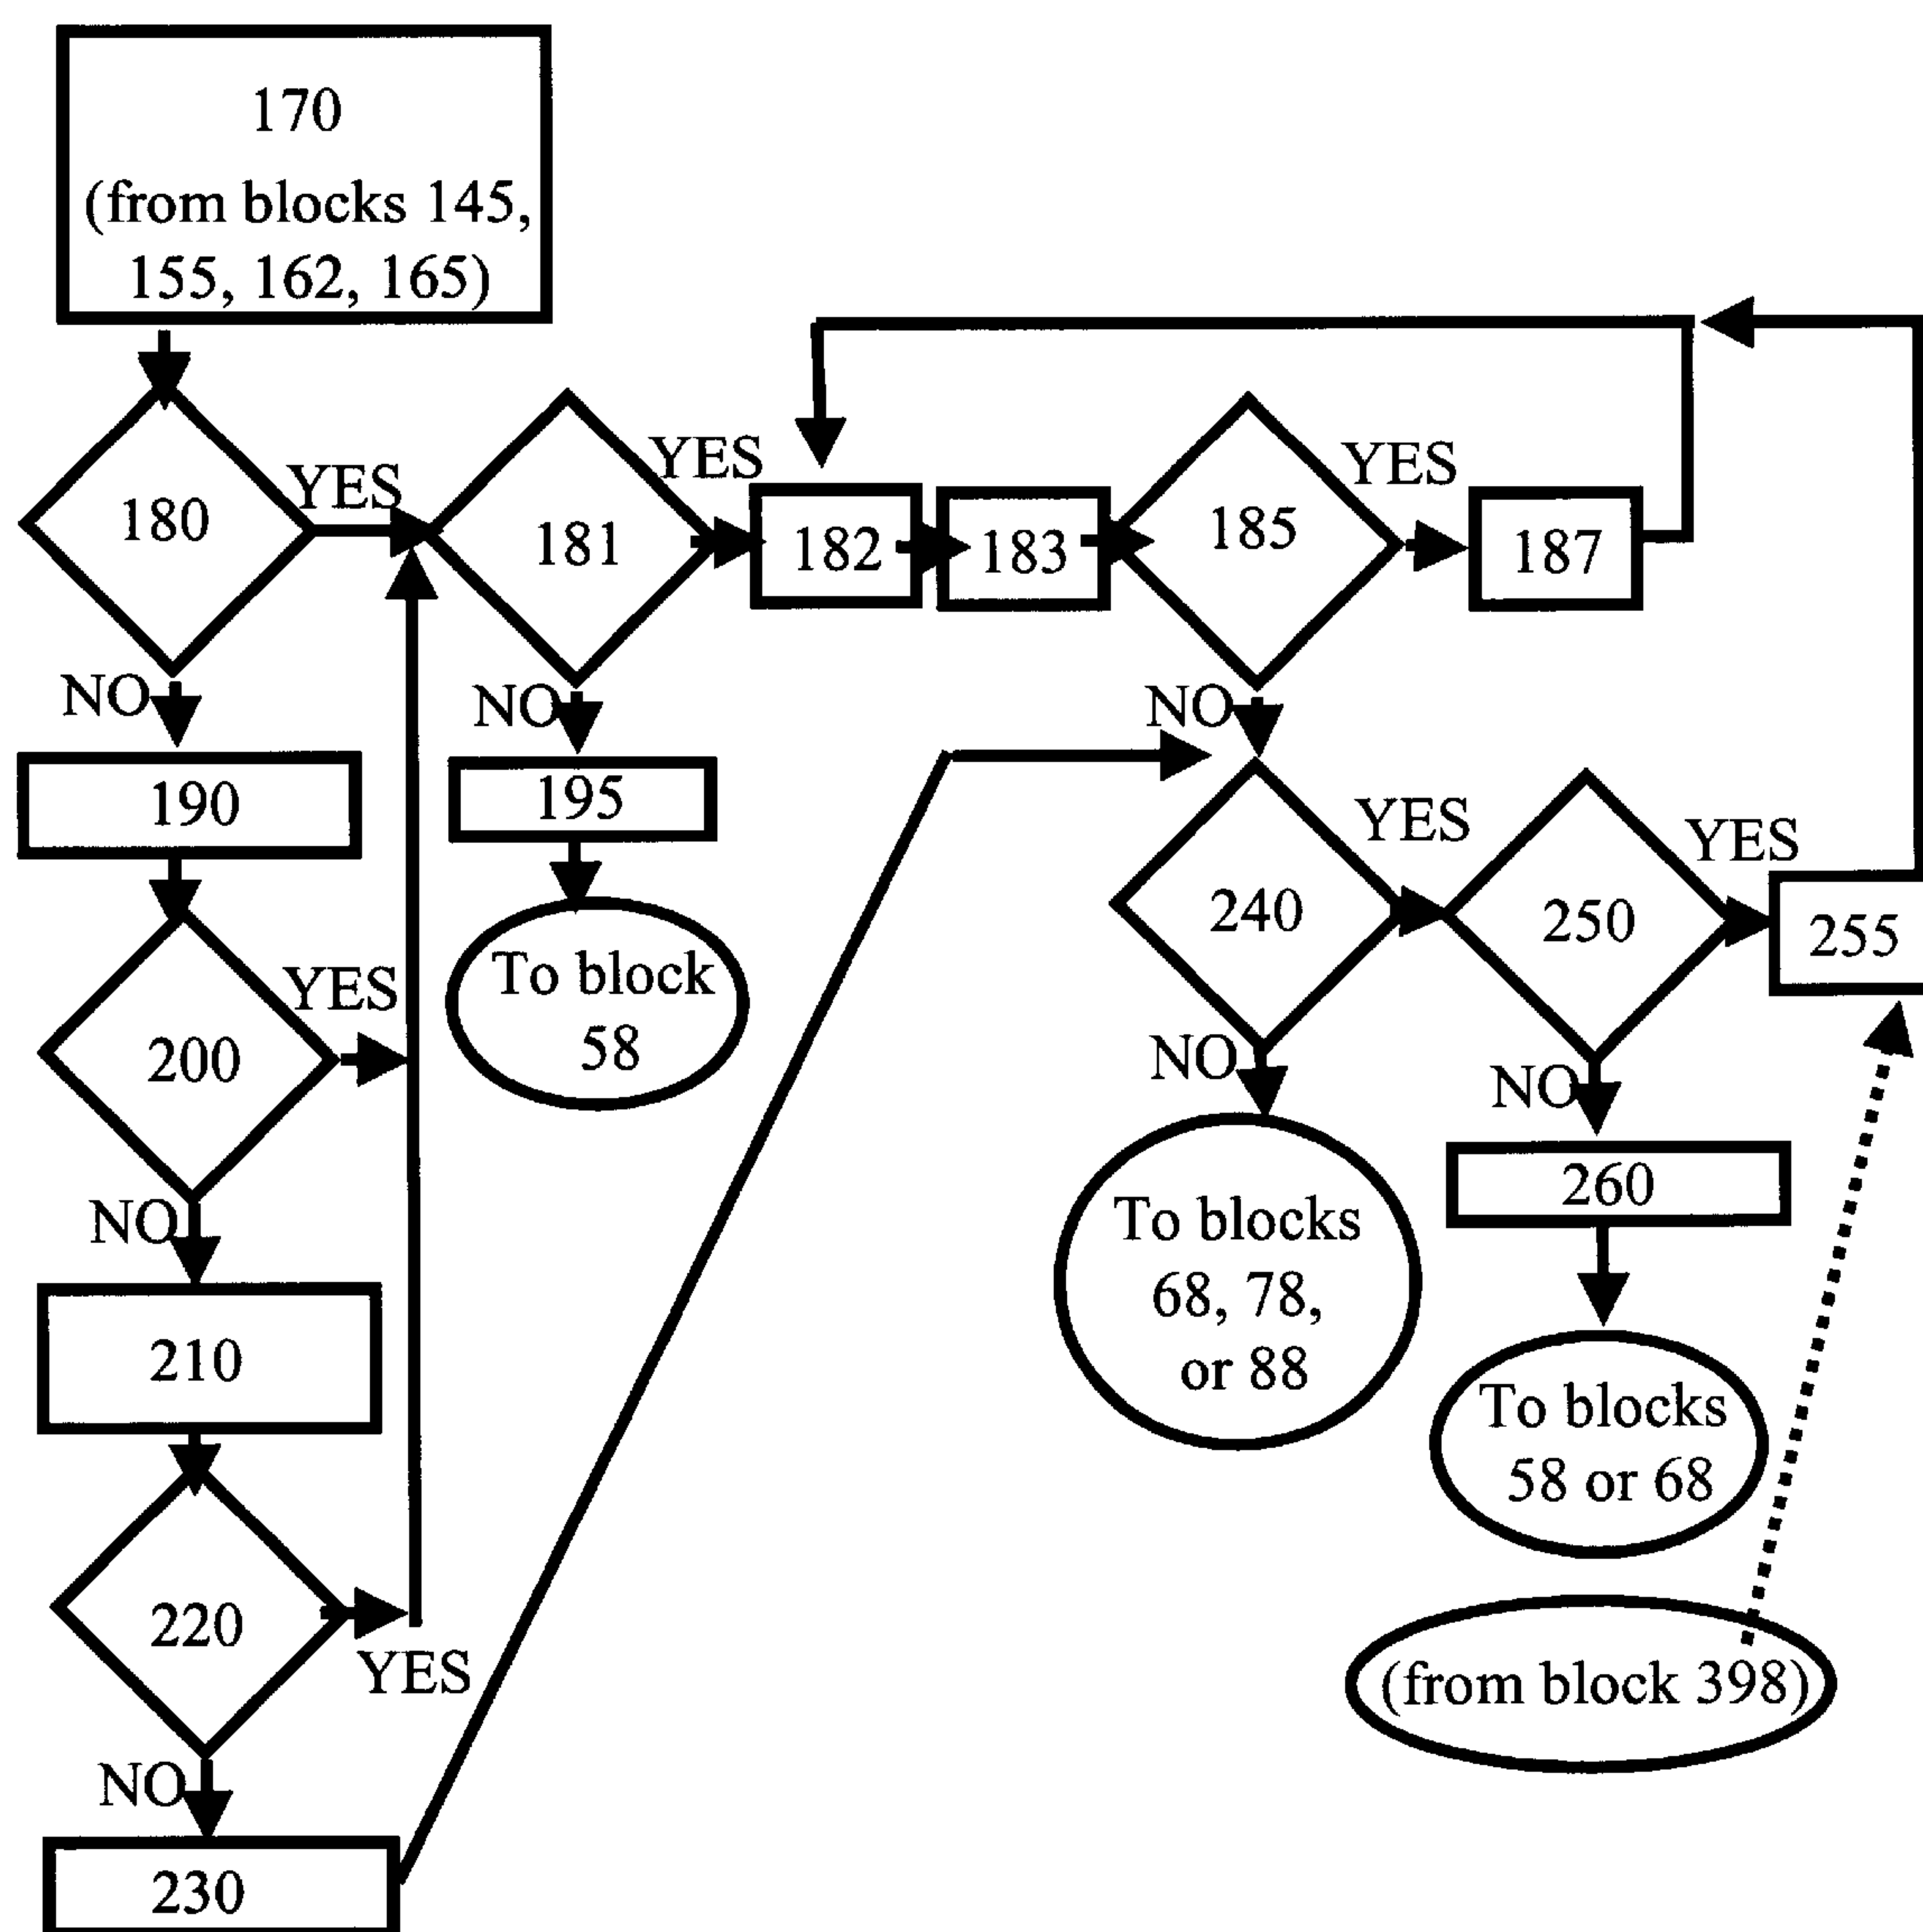 170
(from blocks 145,
155, 162, 165)
180
YES
181
YES
182
183
185
YES
187
NO
NO
NO
190
195
To block
58
200
YES
NO
210
220
YES
NO
230
240
YES
250
YES
255
NO
To blocks
68, 78,
or 88
NO
260
To blocks
58 or 68
(from block 398)